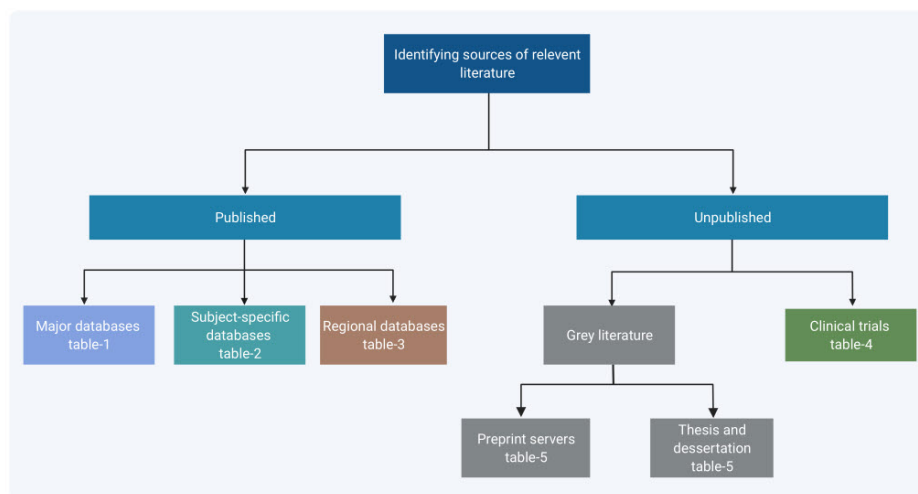 Identifying sources of relevent
literature
Published
Unpublished
Major databases
table-1
Subject-specific
databases
table-2
Regional databases
table-3
Grey literature
Clinical trials
table-4
Preprint servers
table-5
Thesis and
dessertation
table-5